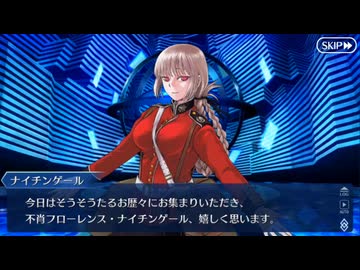 SKIP
ナイチンゲール
今日はそうそうたるお歴々にお集まりいただき、
不肖フローレンス・ナイチンゲール、嬉しく思います。
LOG
AUTO